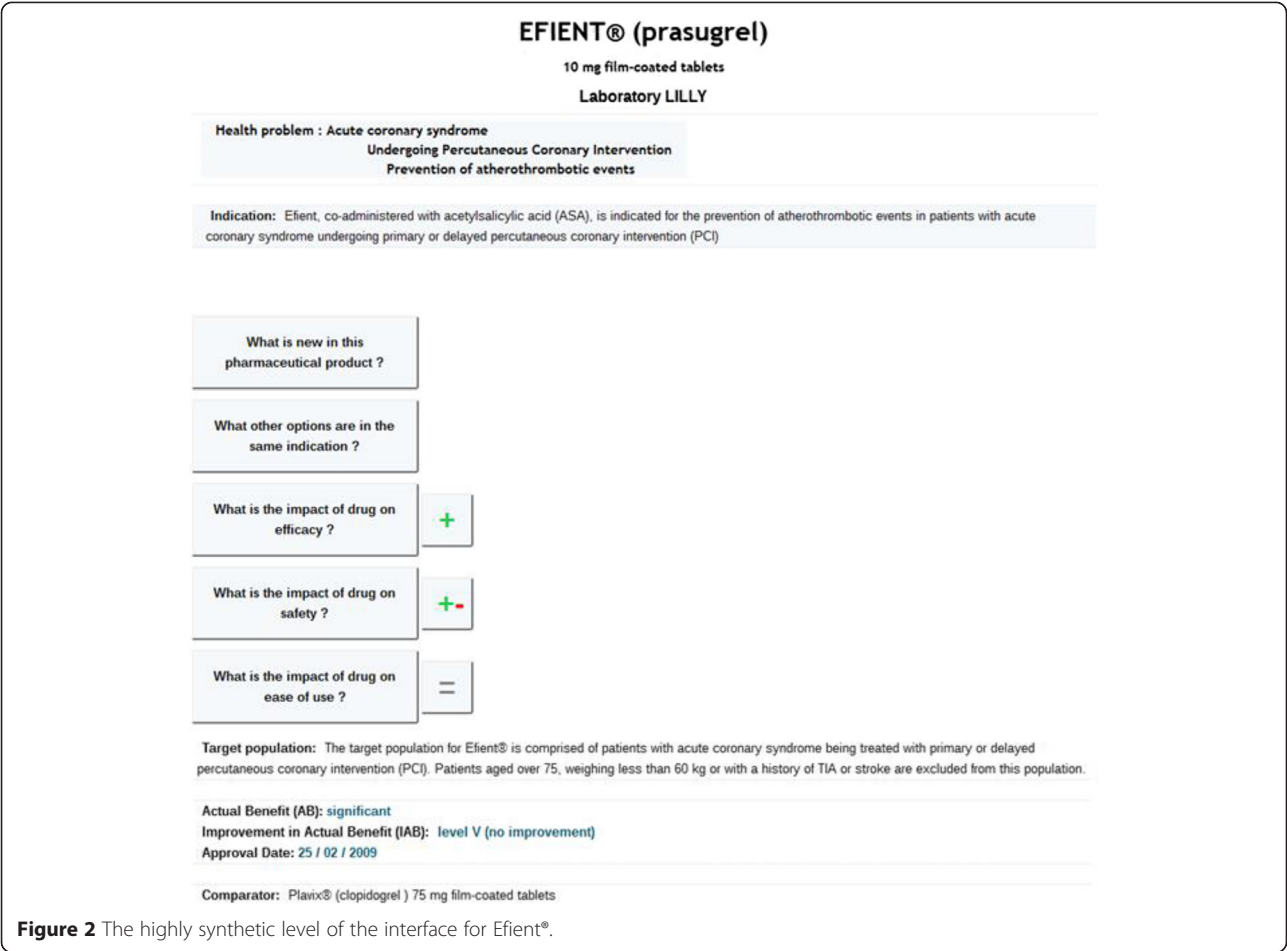 EFIENT® (prasugrel)
10 mg film-coated tablets
Laboratory LILLY
Health problem : Acute coronary syndrome
Undergoing Percutaneous Coronary Intervention
Prevention of atherothrombotic events
Indication: Efient, co-administered with acetylsalicylic acid (ASA), is indicated for the prevention of atherothrombotic events in patients with acute
coronary syndrome undergoing primary or delayed percutaneous coronary intervention (PCI)
What is new in this
pharmaceutical product ?
What other options are in the
same indication ?
What is the impact of drug on
efficacy ?
+
What is the impact of drug on
safety ?
+-
What is the impact of drug on
ease of use ?
=
Target population: The target population for Efient® is comprised of patients with acute coronary syndrome being treated with primary or delayed
percutaneous coronary intervention (PCI). Patients aged over 75, weighing less than 60 kg or with a history of TIA or stroke are excluded from this population.
Actual Benefit (AB): significant
Improvement in Actual Benefit (IAB): level V (no improvement)
Approval Date: 25 / 02 / 2009
Comparator: Plavix® (clopidogrel ) 75 mg film-coated tablets
Figure 2 The highly synthetic level of the interface for Efient®.